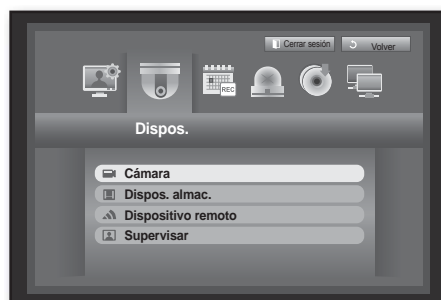 Cerrar sesión
Volver
REC
Dispos.
Cámara
Dispos. almac.
Dispositivo remoto
Supervisar